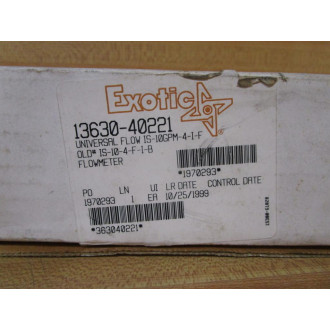 Exotic
13630-40221
UNIVERSAL FLOW IS-10GPM-4-I-F
OLD# IS-10-4-F-I-B
FLOWMETER
*1970293*
PO LN UI LR DATE CONTROL DATE
1970293 1 EA 10/25/1999
*363040221*